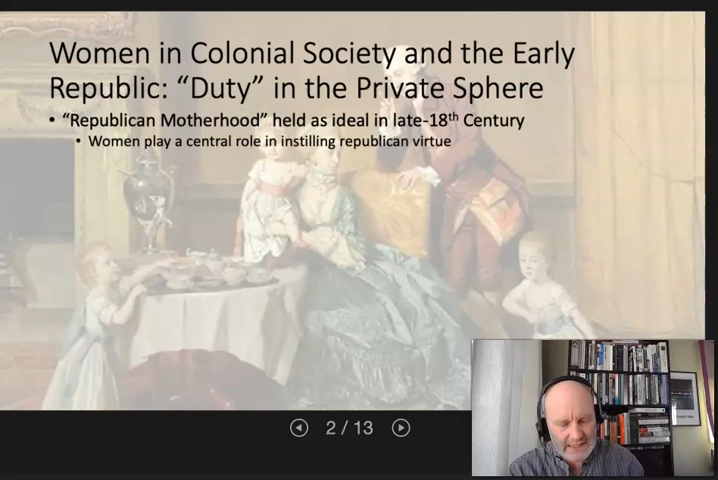 Women in Colonial Society and the Early
Republic: “Duty” in the Private Sphere
• “Republican Motherhood” held as ideal in late-18th Century
• Women play a central role in instilling republican virtue
2 / 13